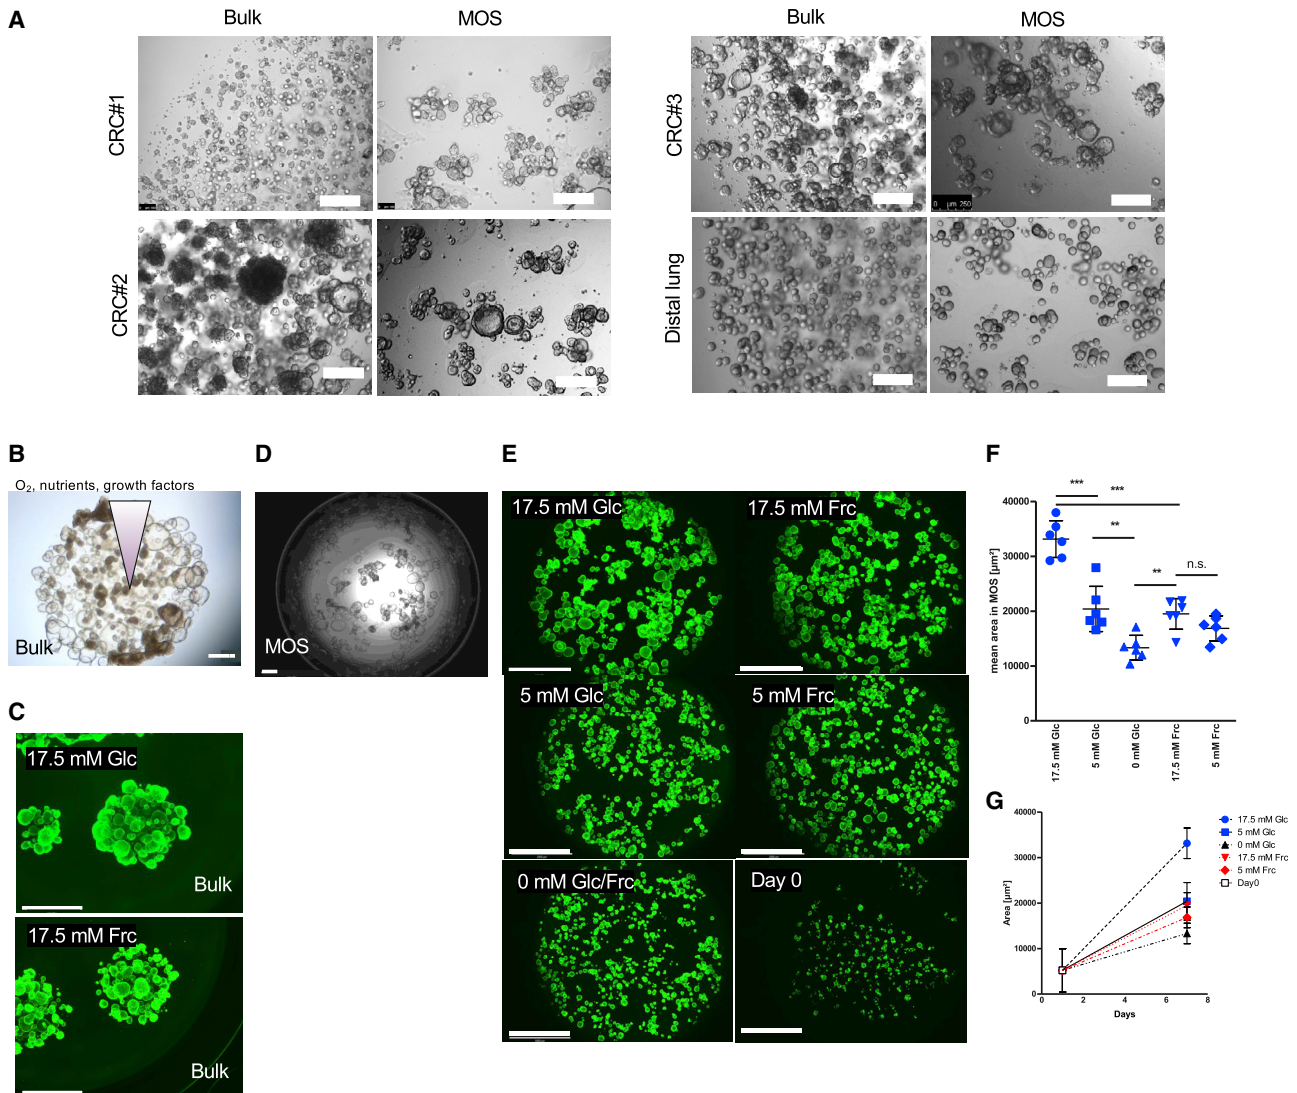 A
Bulk
MOS
Bulk
MOS
CRC#1
CRC#3
0 µm 250
CRC#2
Distal lung
B
O2, nutrients, growth factors
Bulk
D
MOS
E
17.5 mM Glc
17.5 mM Frc
5 mM Glc
5 mM Frc
0 mM Glc/Frc
Day 0
C
17.5 mM Glc
Bulk
17.5 mM Frc
Bulk
F
***
***
**
**
n.s.
mean area in MOS [µm²]
40000
30000
20000
10000
0
17.5 mM Glc
5 mM Glc
0 mM Glc
17.5 mM Frc
5 mM Frc
G
Area [µm²]
40000
30000
20000
10000
0
0 2 4 6 8
Days
17.5 mM Glc
5 mM Glc
0 mM Glc
17.5 mM Frc
5 mM Frc
Day0